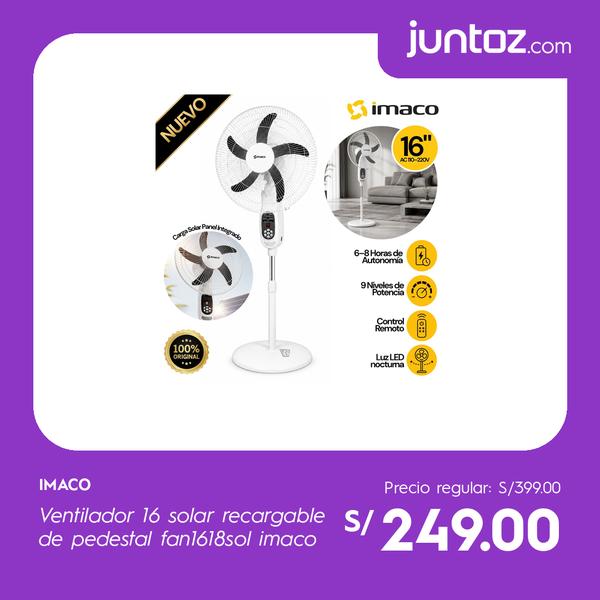 juntoz.com
NUEVO
imaco
16"
AC 110-220V
imaco
Carga Solar Panel Integrado
imaco
6-8 Horas de
Autonomía
9 Niveles de
Potencia
Control
Remoto
Luz LED
nocturna
100%
ORIGINAL
IMACO
Ventilador 16 solar recargable
de pedestal fan1618sol imaco
Precio regular: S/399.00
S/ 249.00